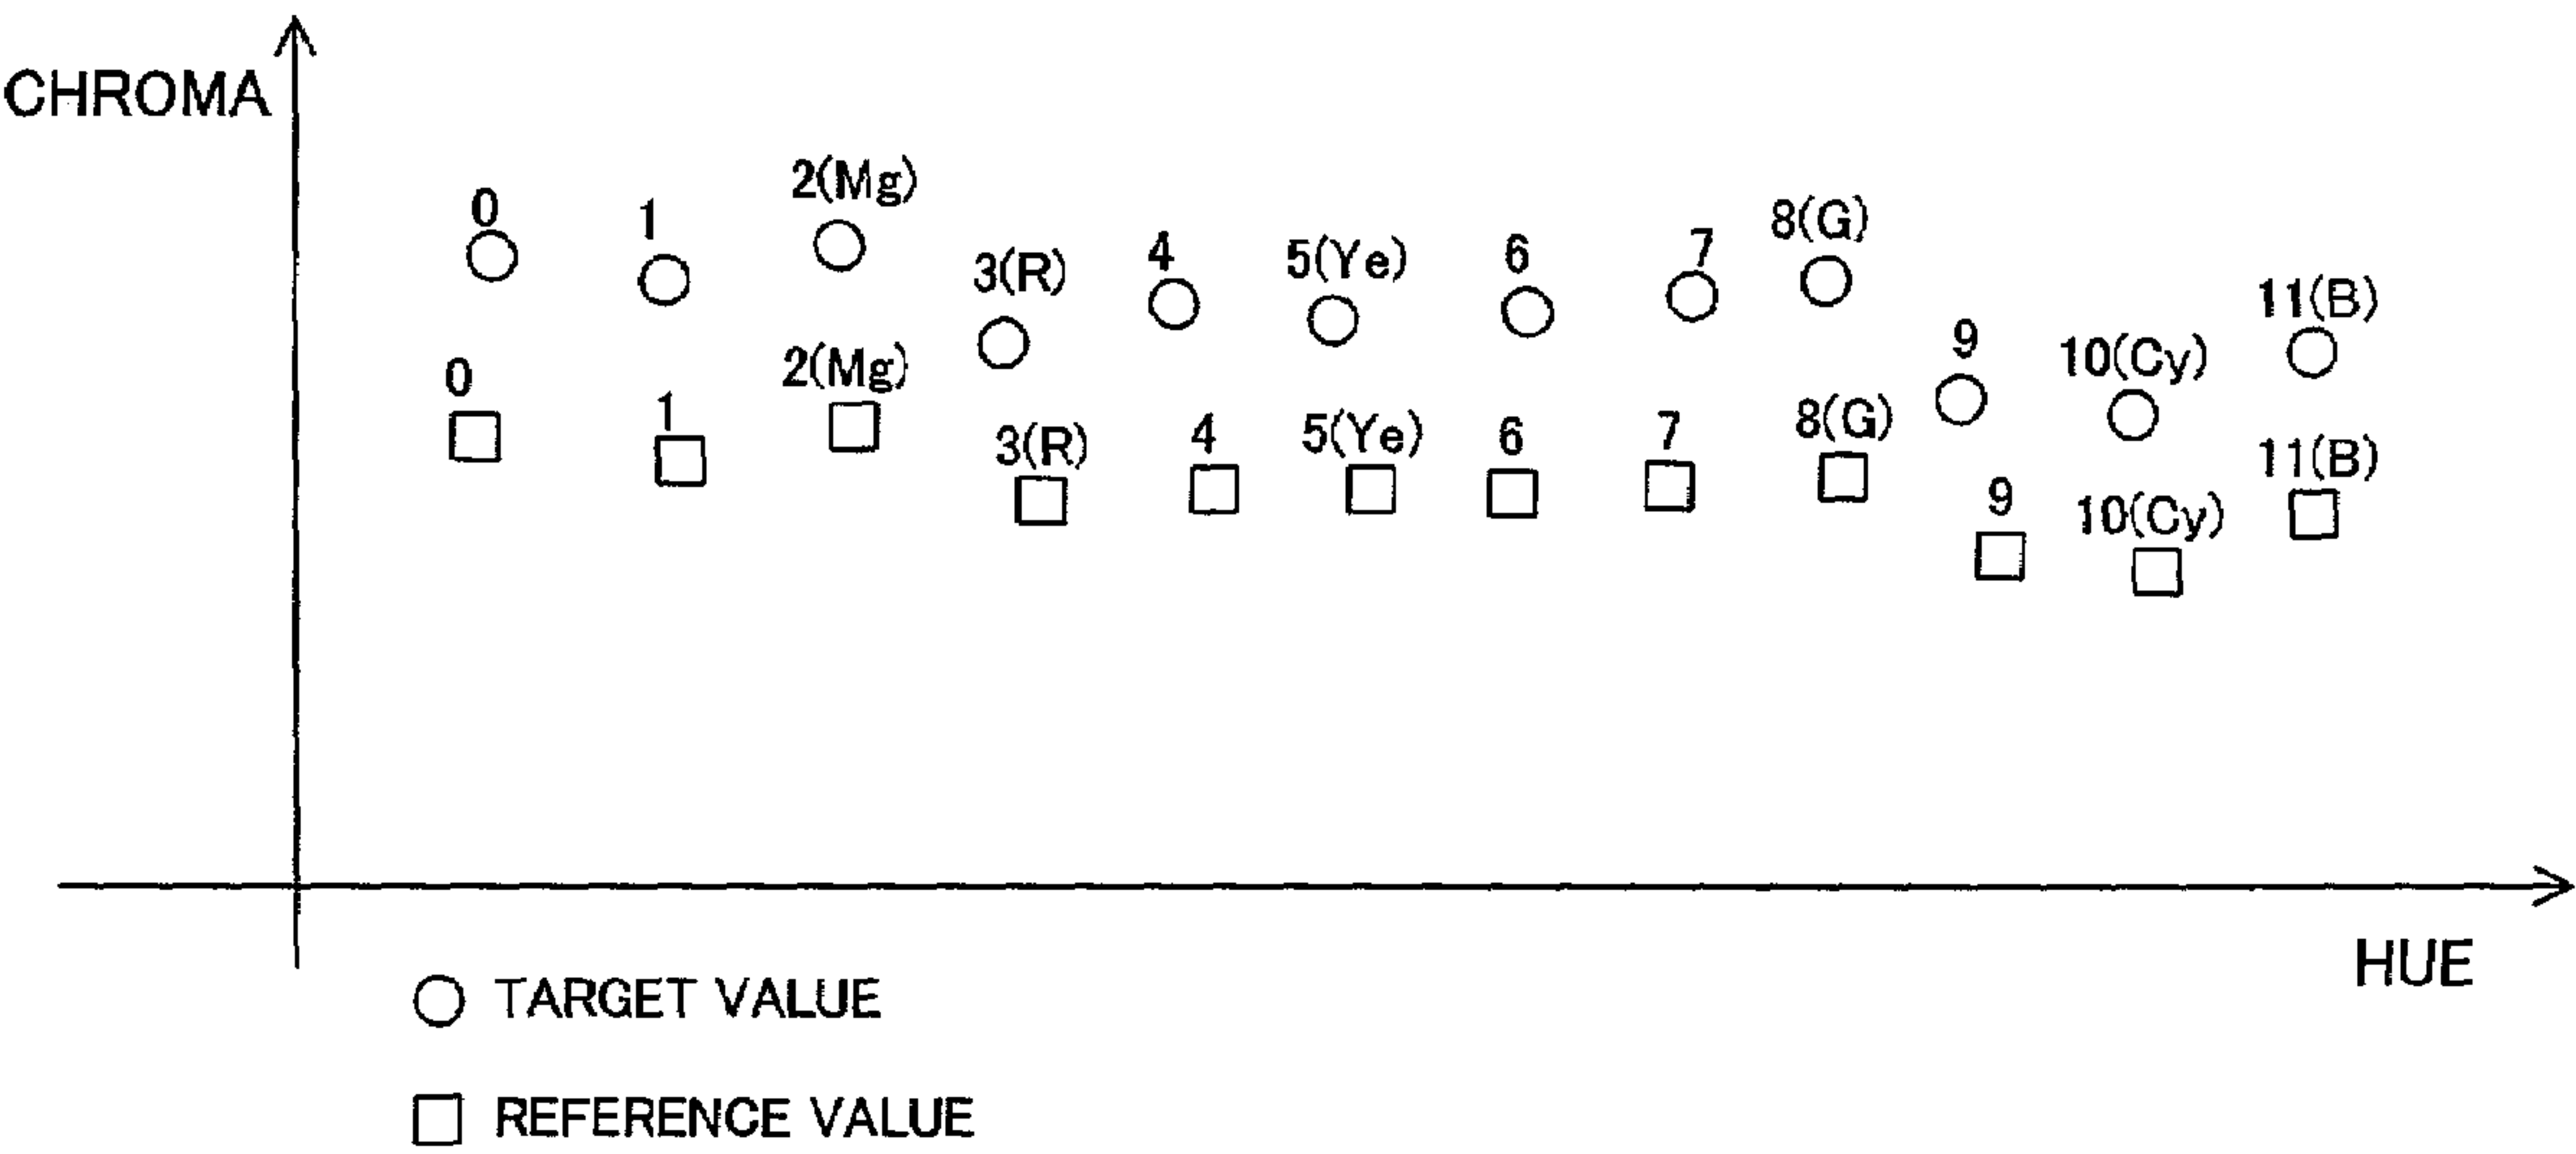 CHROMA
0 1 2(Mg) 3(R) 4 5(Ye) 6 7 8(G) 9 10(Cy) 11(B)
0 1 2(Mg) 3(R) 4 5(Ye) 6 7 8(G) 9 10(Cy) 11(B)
HUE
TARGET VALUE
REFERENCE VALUE